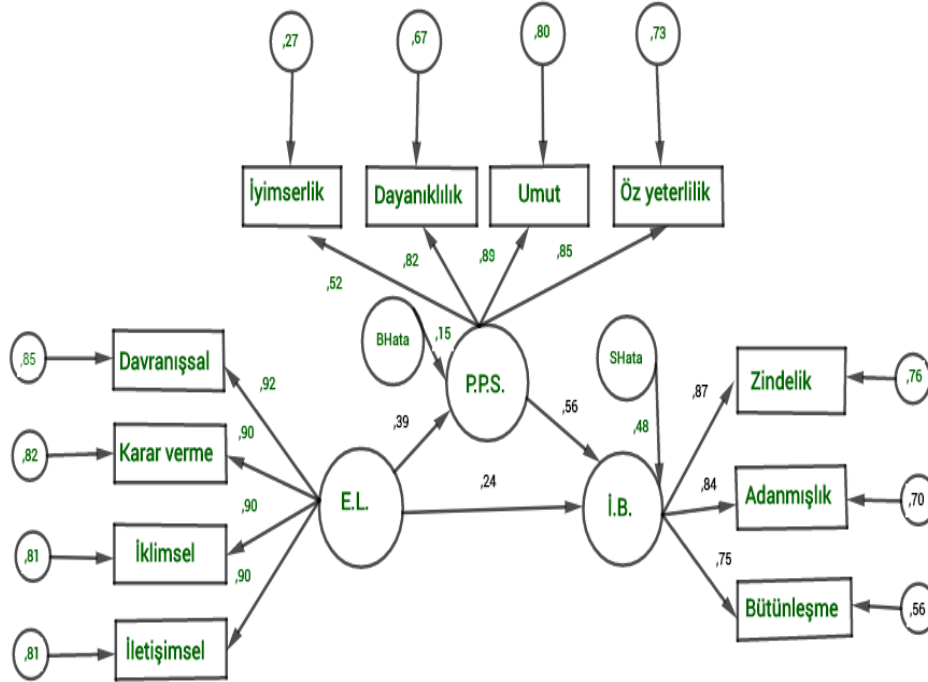 ,27 ,67 ,80 ,73
İyimserlik Dayanıklılık Umut Öz yeterlilik
,52 ,82 ,89 ,85
BHata ,15 SHata
,85 Davranışsal ,92 P.P.S. ,87 Zindelik ,76
,39 ,56 ,48
,82 Karar verme ,90
E.L. ,24 İ.B. ,84 Adanmışlık ,70
,81 İklimsel ,90
,75
,90 Bütünleşme ,56
,81 İletişimsel